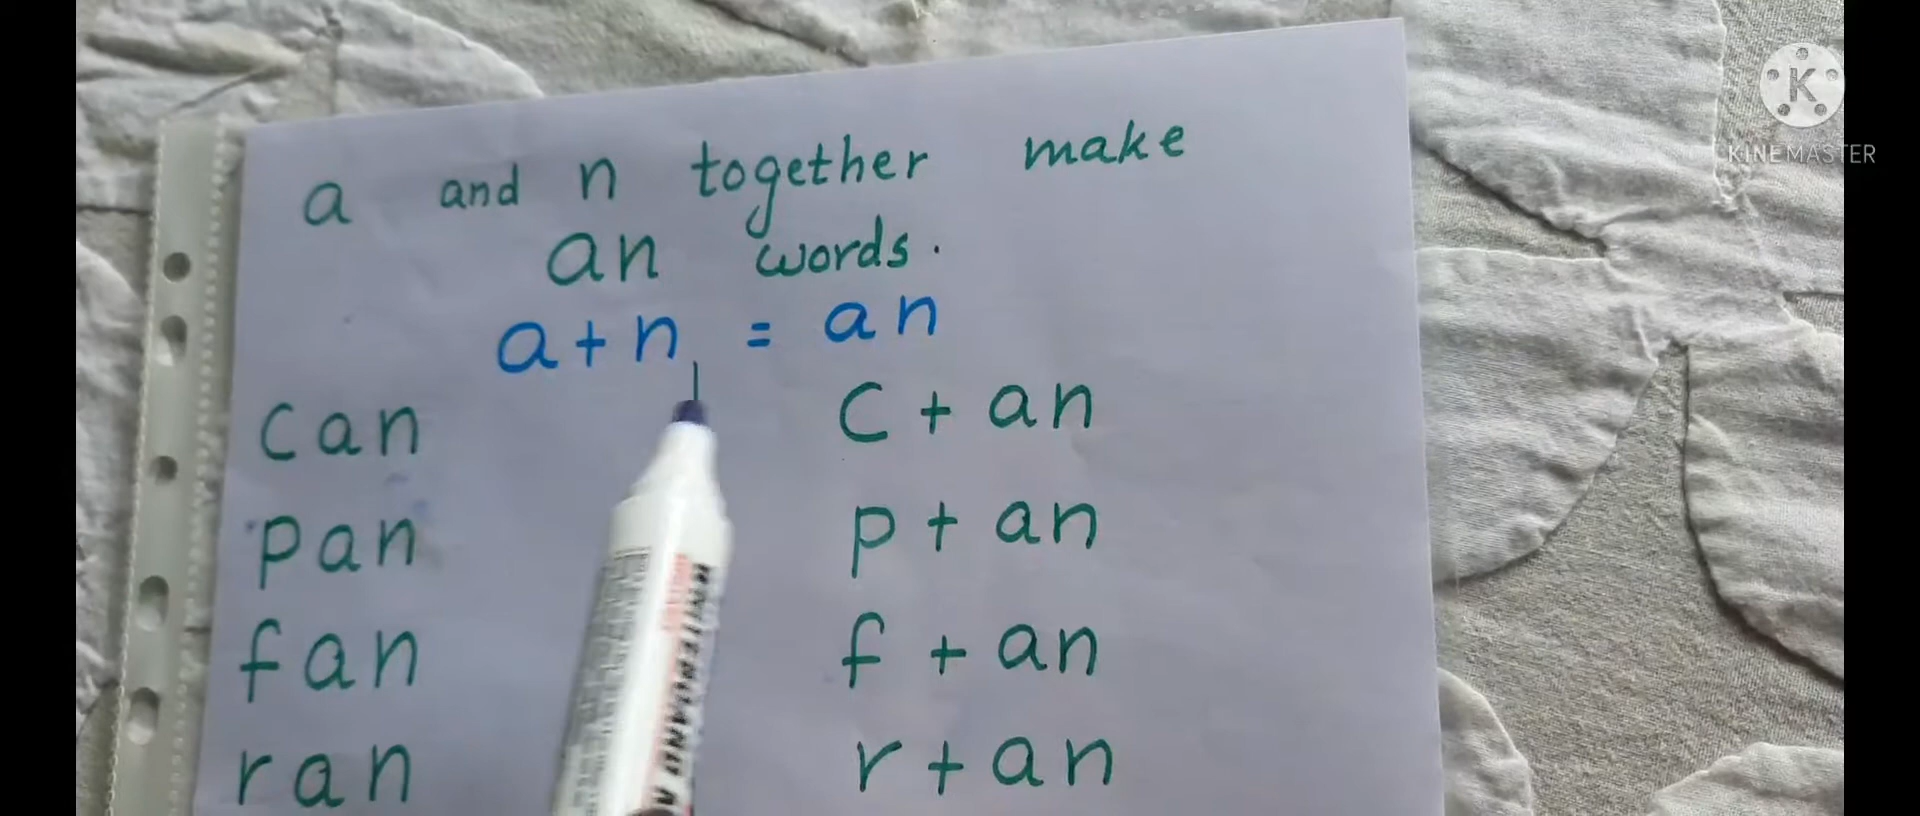 a and n together make
an words.
a+n = an
can c + an
pan p + an
fan f + an
ran r + an
K
KINEMASTER